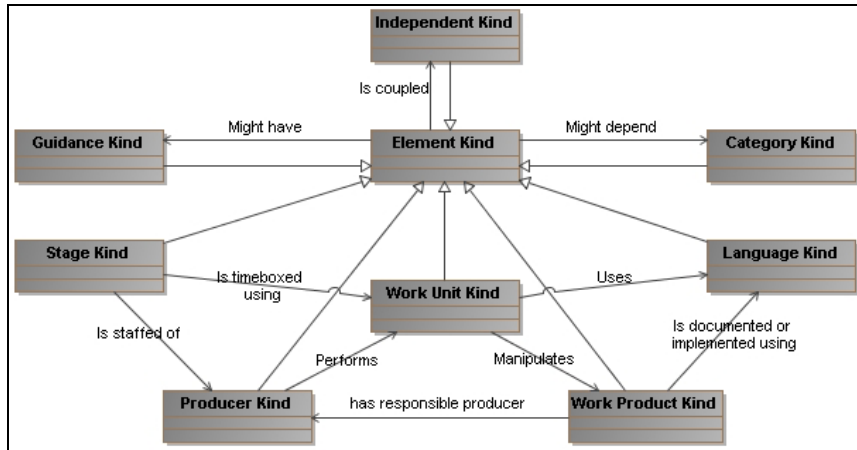 Independent Kind
Is coupled
Guidance Kind
Might have
Element Kind
Might depend
Category Kind
Stage Kind
Is timeboxed
using
Work Unit Kind
Uses
Language Kind
Is staffed of
Performs
Manipulates
Is documented or
implemented using
Producer Kind
has responsible producer
Work Product Kind